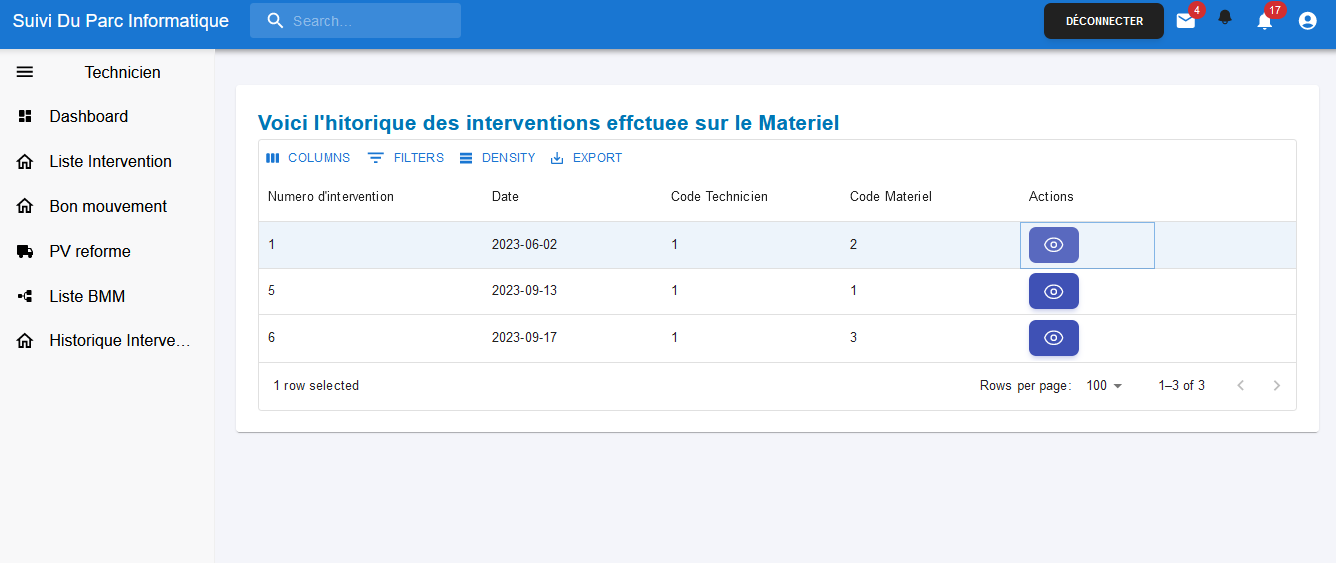 Suivi Du Parc Informatique
Search...
DÉCONNECTER
4
17
Technicien
Dashboard
Liste Intervention
Bon mouvement
PV reforme
Liste BMM
Historique Interve...
Voici l'hitorique des interventions effctuee sur le Materiel
COLUMNS FILTERS DENSITY EXPORT
Numero d'intervention Date Code Technicien Code Materiel Actions
1 2023-06-02 1 2
5 2023-09-13 1 1
6 2023-09-17 1 3
1 row selected Rows per page: 100 1–3 of 3